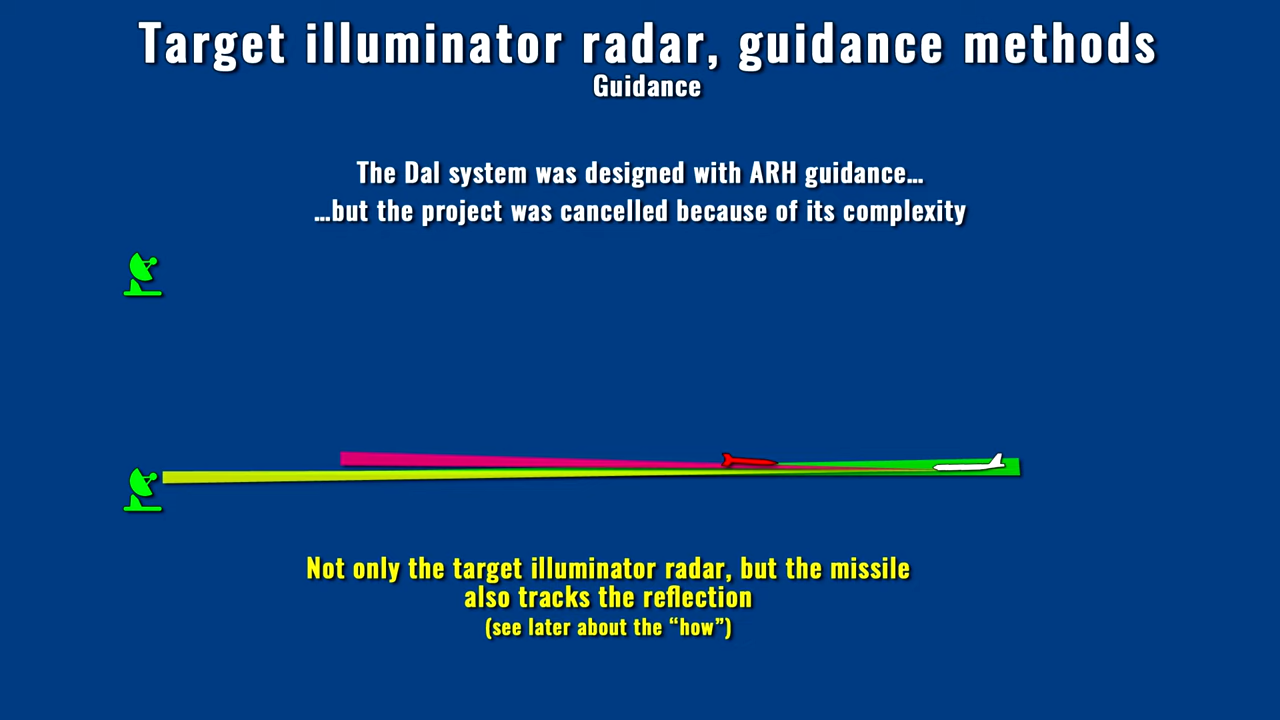 Target illuminator radar, guidance methods
Guidance
The Dal system was designed with ARH guidance...
...but the project was cancelled because of its complexity
Not only the target illuminator radar, but the missile
also tracks the reflection
(see later about the “how”)